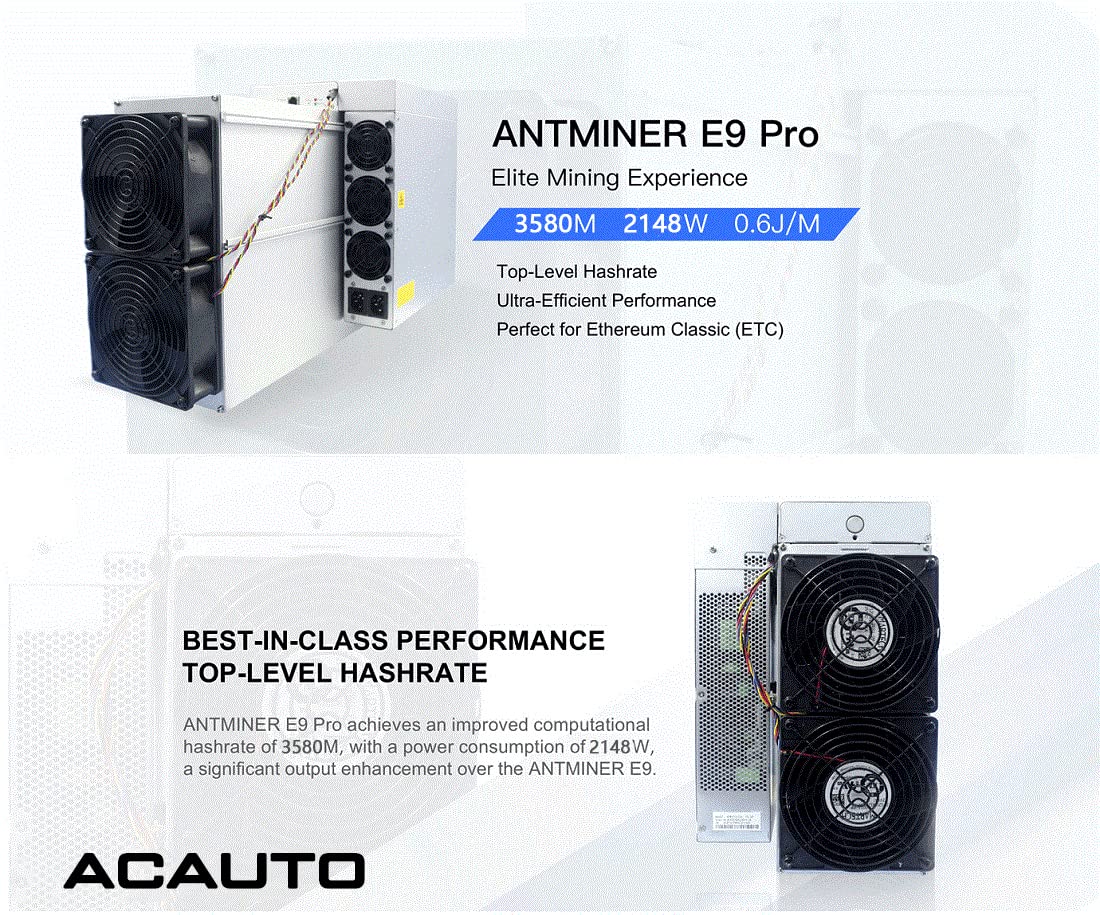 ANTMINER E9 Pro
Elite Mining Experience
3580M 2148W 0.6J/M
Top-Level Hashrate
Ultra-Efficient Performance
Perfect for Ethereum Classic (ETC)
BEST-IN-CLASS PERFORMANCE
TOP-LEVEL HASHRATE
ANTMINER E9 Pro achieves an improved computational
hashrate of 3580M, with a power consumption of 2148W,
a significant output enhancement over the ANTMINER E9.
ACAUTO